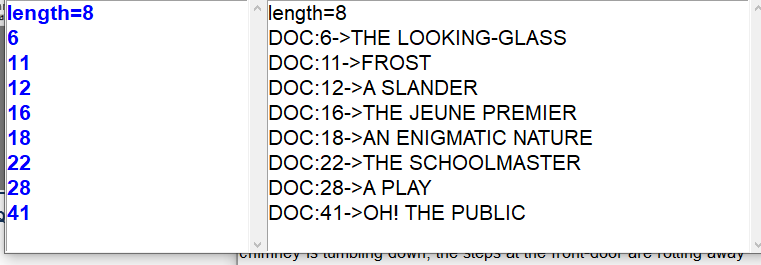 length=8
6
11
12
16
18
22
28
41
length=8
DOC:6->THE LOOKING-GLASS
DOC:11->FROST
DOC:12->A SLANDER
DOC:16->THE JEUNE PREMIER
DOC:18->AN ENIGMATIC NATURE
DOC:22->THE SCHOOLMASTER
DOC:28->A PLAY
DOC:41->OH! THE PUBLIC
chimney is tumbling down, the steps at the front-door are rotting away